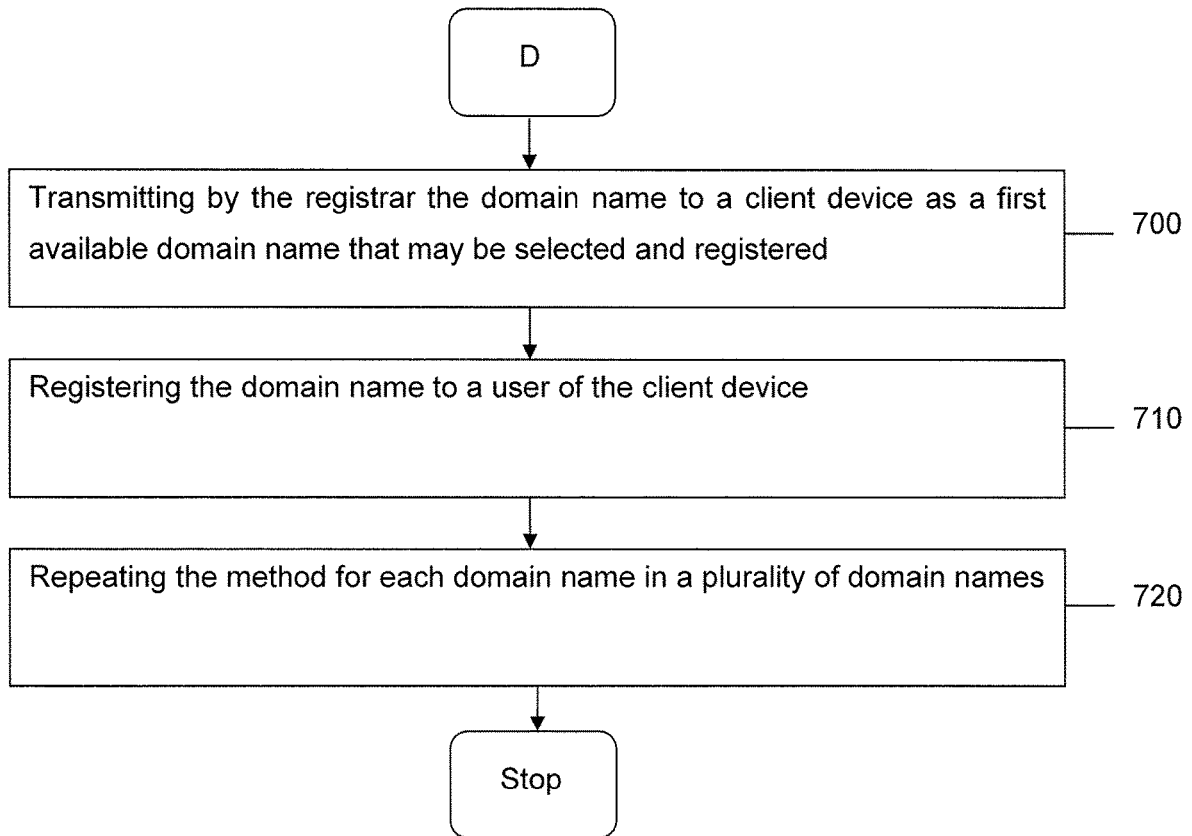 D
Transmitting by the registrar the domain name to a client device as a first
available domain name that may be selected and registered
700
Registering the domain name to a user of the client device
710
Repeating the method for each domain name in a plurality of domain names
720
Stop